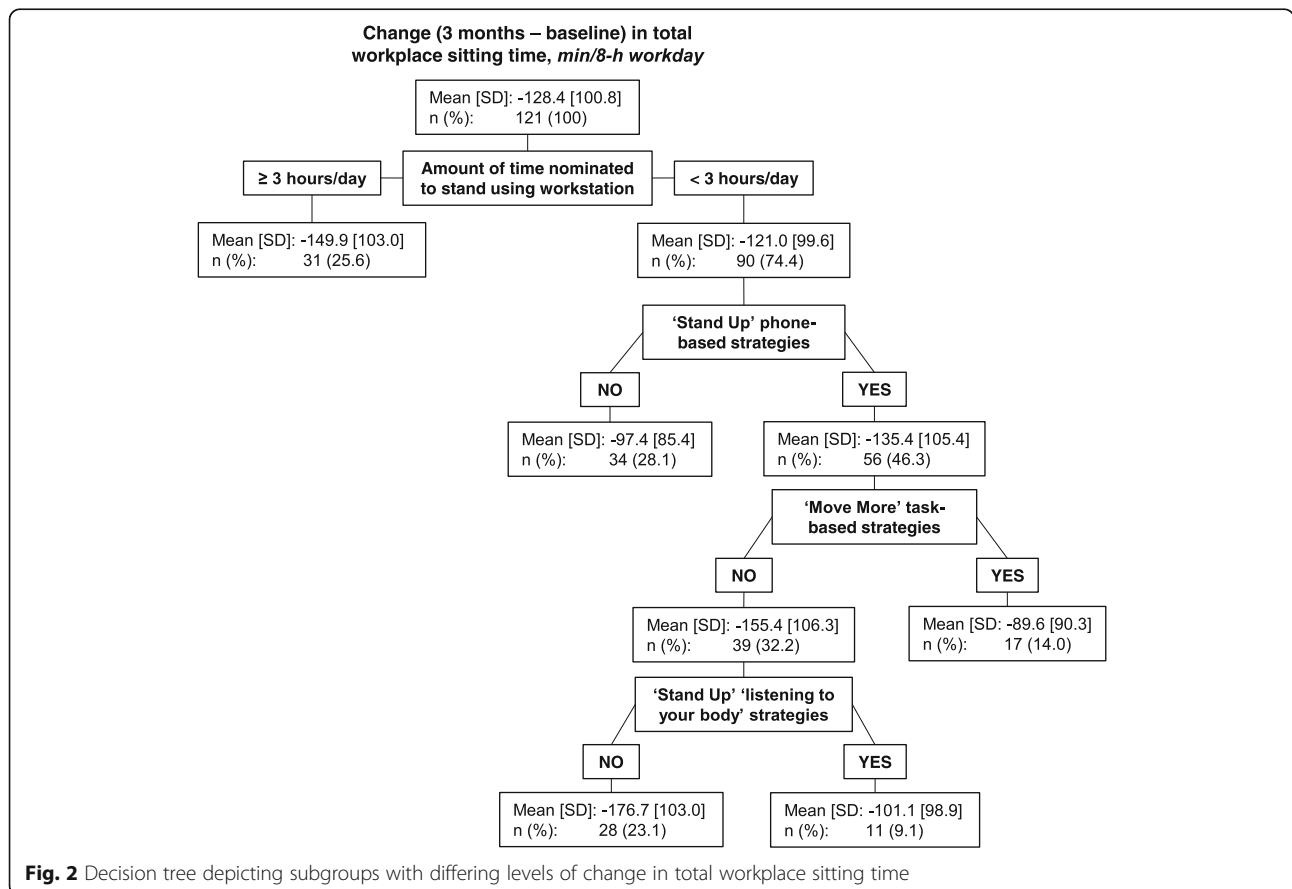 Change (3 months – baseline) in total
workplace sitting time, min/8-h workday
Mean [SD]: -128.4 [100.8]
n (%): 121 (100)
≥ 3 hours/day
Amount of time nominated
to stand using workstation
< 3 hours/day
Mean [SD]: -149.9 [103.0]
n (%): 31 (25.6)
Mean [SD]: -121.0 [99.6]
n (%): 90 (74.4)
‘Stand Up’ phone-
based strategies
NO
YES
Mean [SD]: -97.4 [85.4]
n (%): 34 (28.1)
Mean [SD]: -135.4 [105.4]
n (%): 56 (46.3)
‘Move More’ task-
based strategies
NO
YES
Mean [SD]: -155.4 [106.3]
n (%): 39 (32.2)
Mean [SD: -89.6 [90.3]
n (%): 17 (14.0)
‘Stand Up’ ‘listening to
your body’ strategies
NO
YES
Mean [SD]: -176.7 [103.0]
n (%): 28 (23.1)
Mean [SD: -101.1 [98.9]
n (%): 11 (9.1)
Fig. 2 Decision tree depicting subgroups with differing levels of change in total workplace sitting time